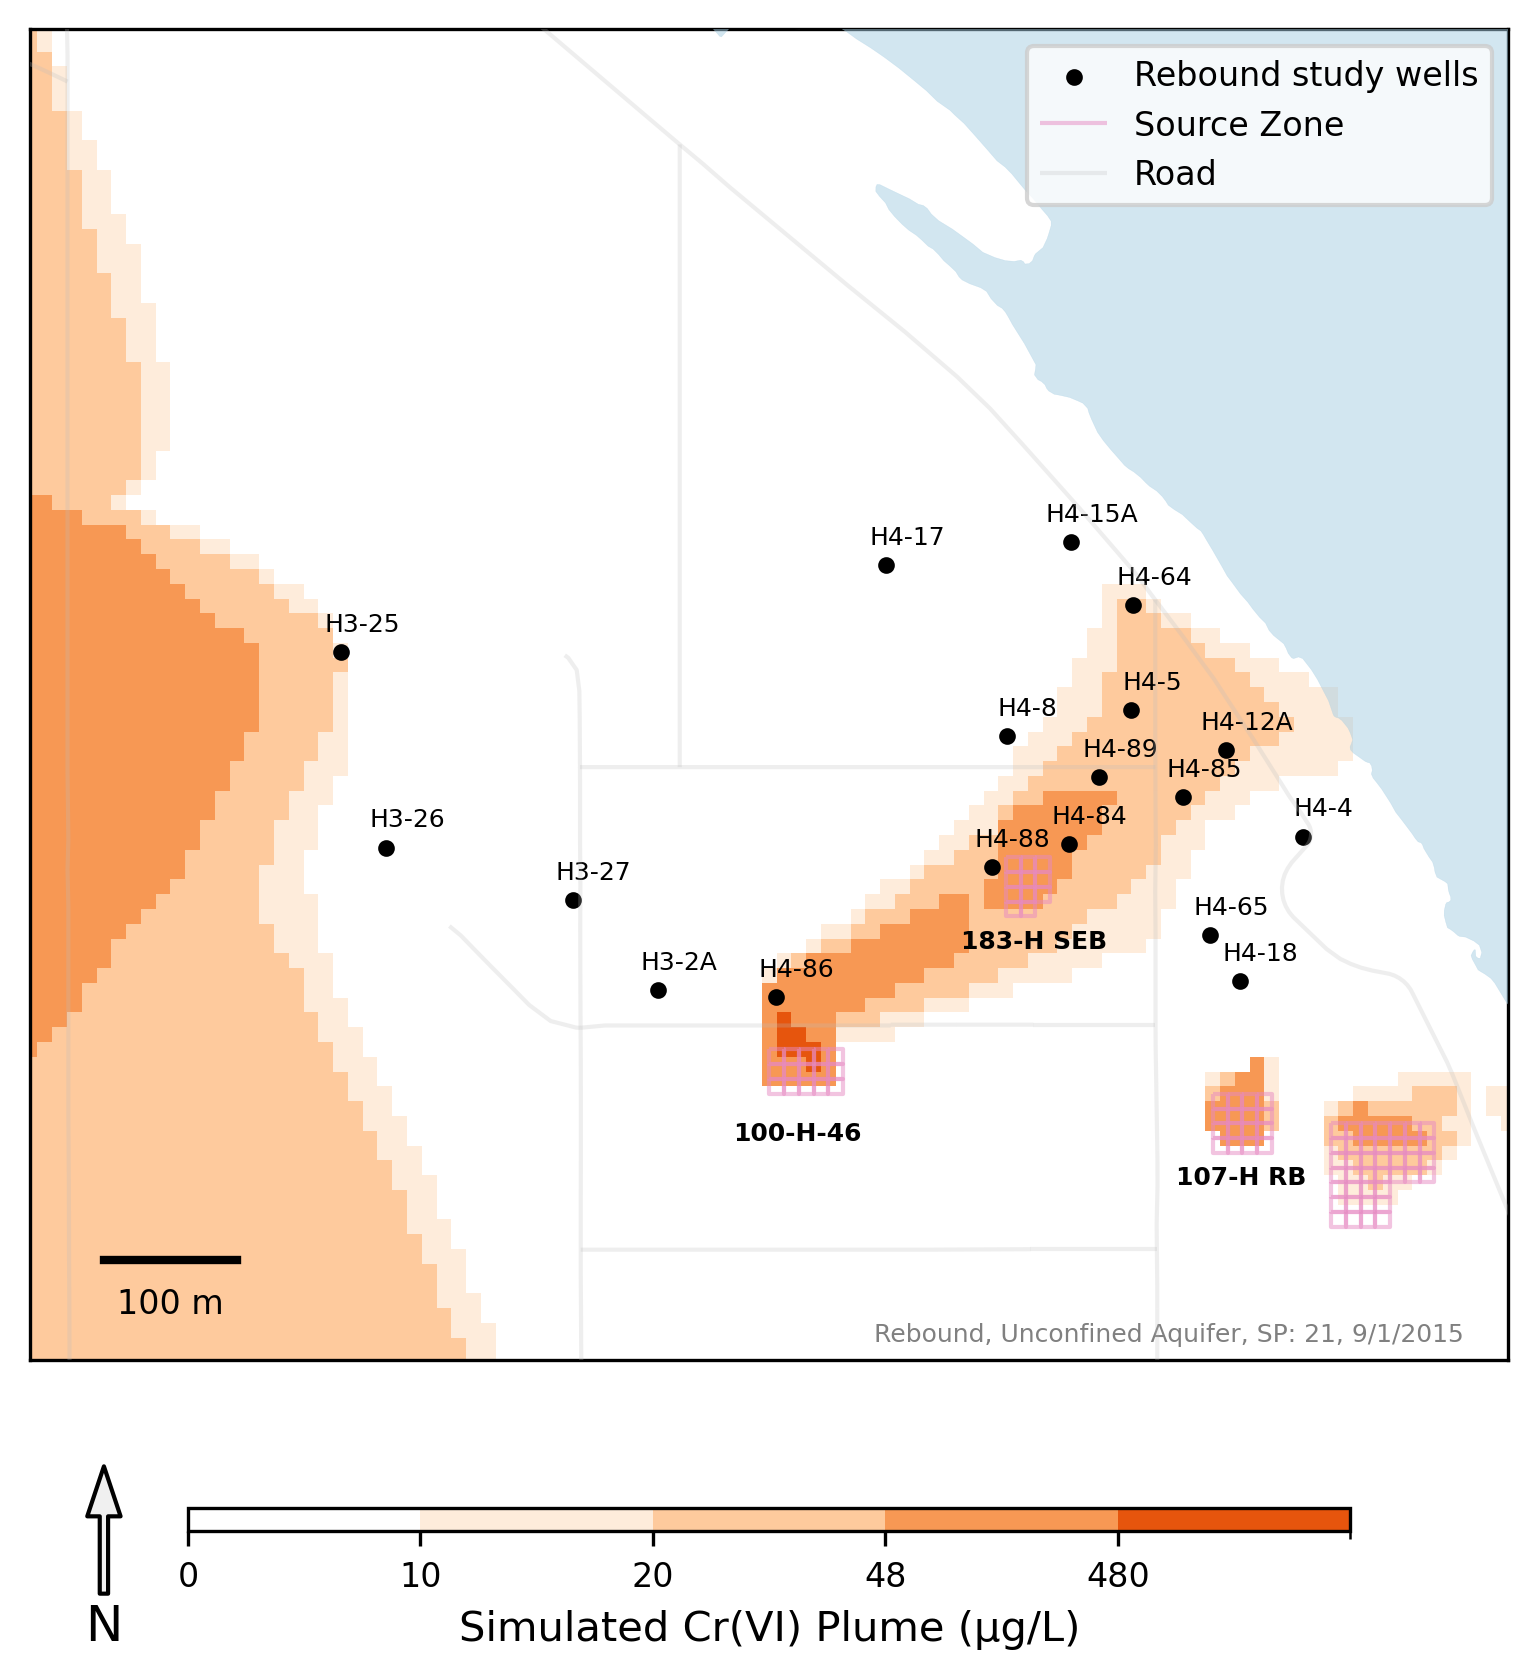 Rebound study wells
Source Zone
Road
H4-15A
H4-17
H4-64
H3-25
H4-5
H4-8
H4-12A
H4-89
H4-85
H4-4
H3-26
H4-84
H4-88
H3-27
H4-65
183-H SEB
H4-18
H3-2A
H4-86
100-H-46
107-H RB
100 m
Rebound, Unconfined Aquifer, SP: 21, 9/1/2015
0
10
20
48
480
N
Simulated Cr(VI) Plume (µg/L)